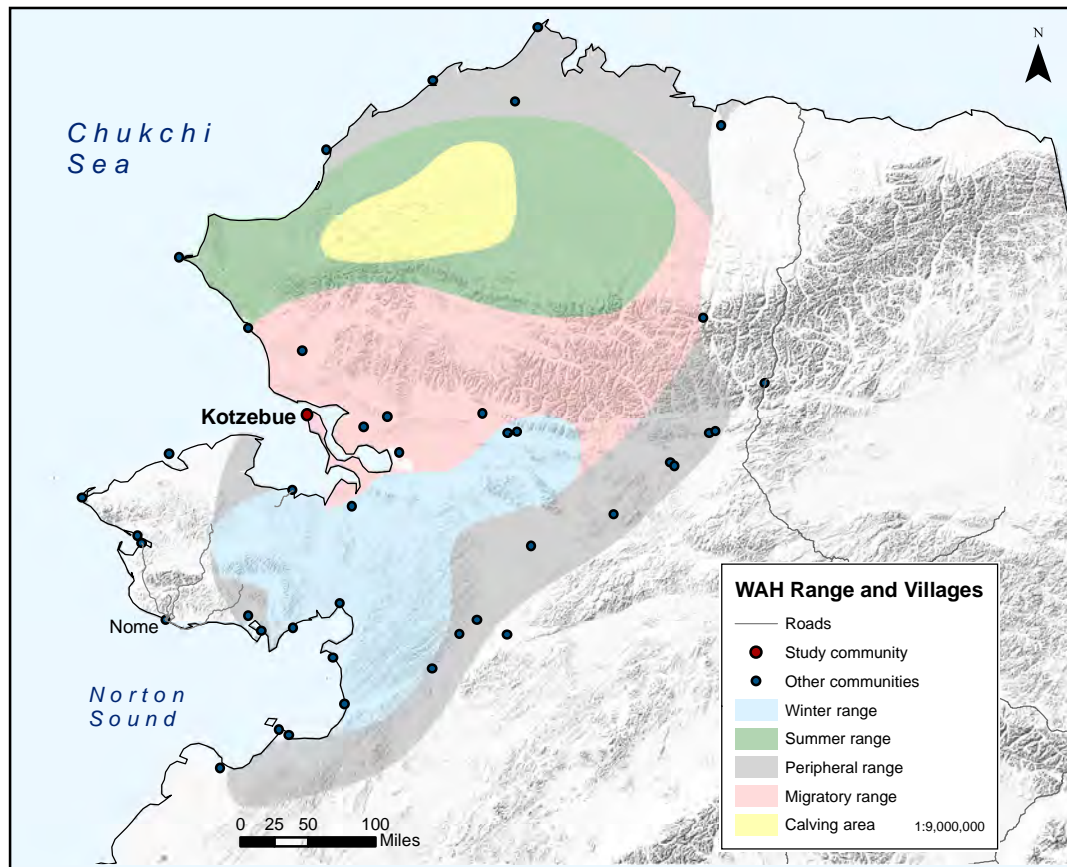 N
Chukchi
Sea
Kotzebue
Nome
Norton
Sound
0 25 50 100
Miles
WAH Range and Villages
Roads
Study community
Other communities
Winter range
Summer range
Peripheral range
Migratory range
Calving area 1:9,000,000